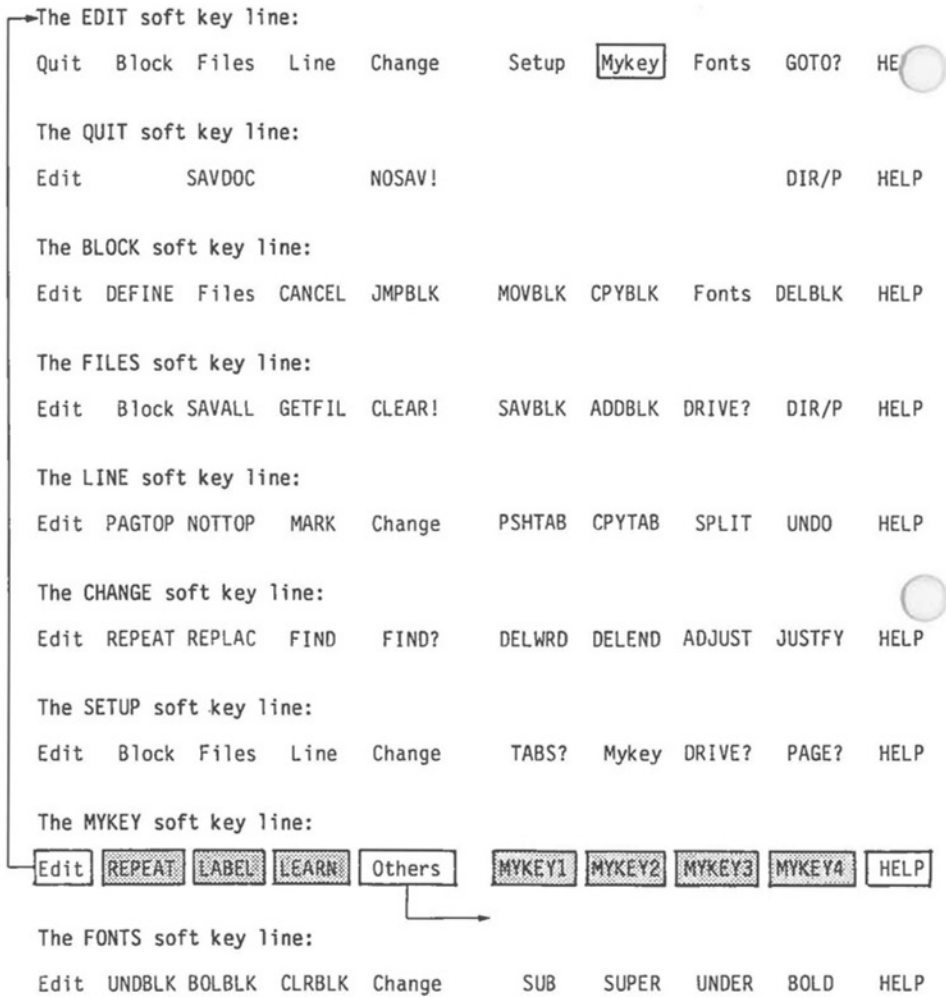 The EDIT soft key line:
Quit Block Files Line Change Setup Mykey Fonts GOTO? HE
The QUIT soft key line:
Edit SAVDOC NOSAV! DIR/P HELP
The BLOCK soft key line:
Edit DEFINE Files CANCEL JMPBLK MOVBLK CPYBLK Fonts DELBLK HELP
The FILES soft key line:
Edit Block SAVALL GETFIL CLEAR! SAVBLK ADDBLK DRIVE? DIR/P HELP
The LINE soft key line:
Edit PAGTOP NOTTOP MARK Change PSHTAB CPYTAB SPLIT UNDO HELP
The CHANGE soft key line:
Edit REPEAT REPLAC FIND FIND? DELWRD DELEND ADJUST JUSTFY HELP
The SETUP soft key line:
Edit Block Files Line Change TABS? Mykey DRIVE? PAGE? HELP
The MYKEY soft key line:
Edit REPEAT LABEL LEARN Others MYKEY1 MYKEY2 MYKEY3 MYKEY4 HELP
The FONTS soft key line:
Edit UNDBLK BOLBLK CLRBLK Change SUB SUPER UNDER BOLD HELP